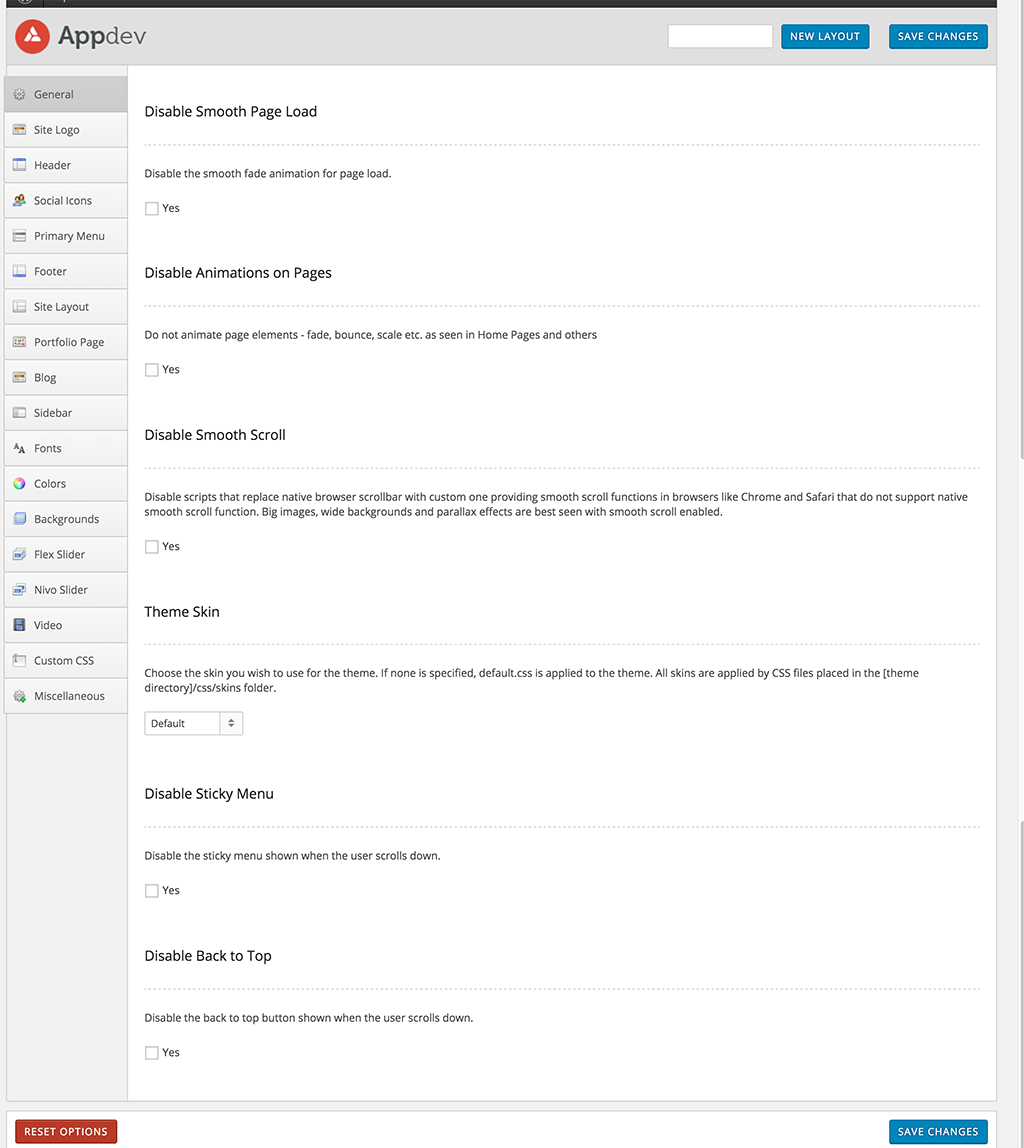 Appdev
NEW LAYOUT
SAVE CHANGES
General
Site Logo
Header
Social Icons
Primary Menu
Footer
Site Layout
Portfolio Page
Blog
Sidebar
Fonts
Colors
Backgrounds
Flex Slider
Nivo Slider
Video
Custom CSS
Miscellaneous
Disable Smooth Page Load
Disable the smooth fade animation for page load.
Yes
Disable Animations on Pages
Do not animate page elements - fade, bounce, scale etc. as seen in Home Pages and others
Yes
Disable Smooth Scroll
Disable scripts that replace native browser scrollbar with custom one providing smooth scroll functions in browsers like Chrome and Safari that do not support native
smooth scroll function. Big images, wide backgrounds and parallax effects are best seen with smooth scroll enabled.
Yes
Theme Skin
Choose the skin you wish to use for the theme. If none is specified, default.css is applied to the theme. All skins are applied by CSS files placed in the [theme
directory]/css/skins folder.
Default
Disable Sticky Menu
Disable the sticky menu shown when the user scrolls down.
Yes
Disable Back to Top
Disable the back to top button shown when the user scrolls down.
Yes
RESET OPTIONS
SAVE CHANGES